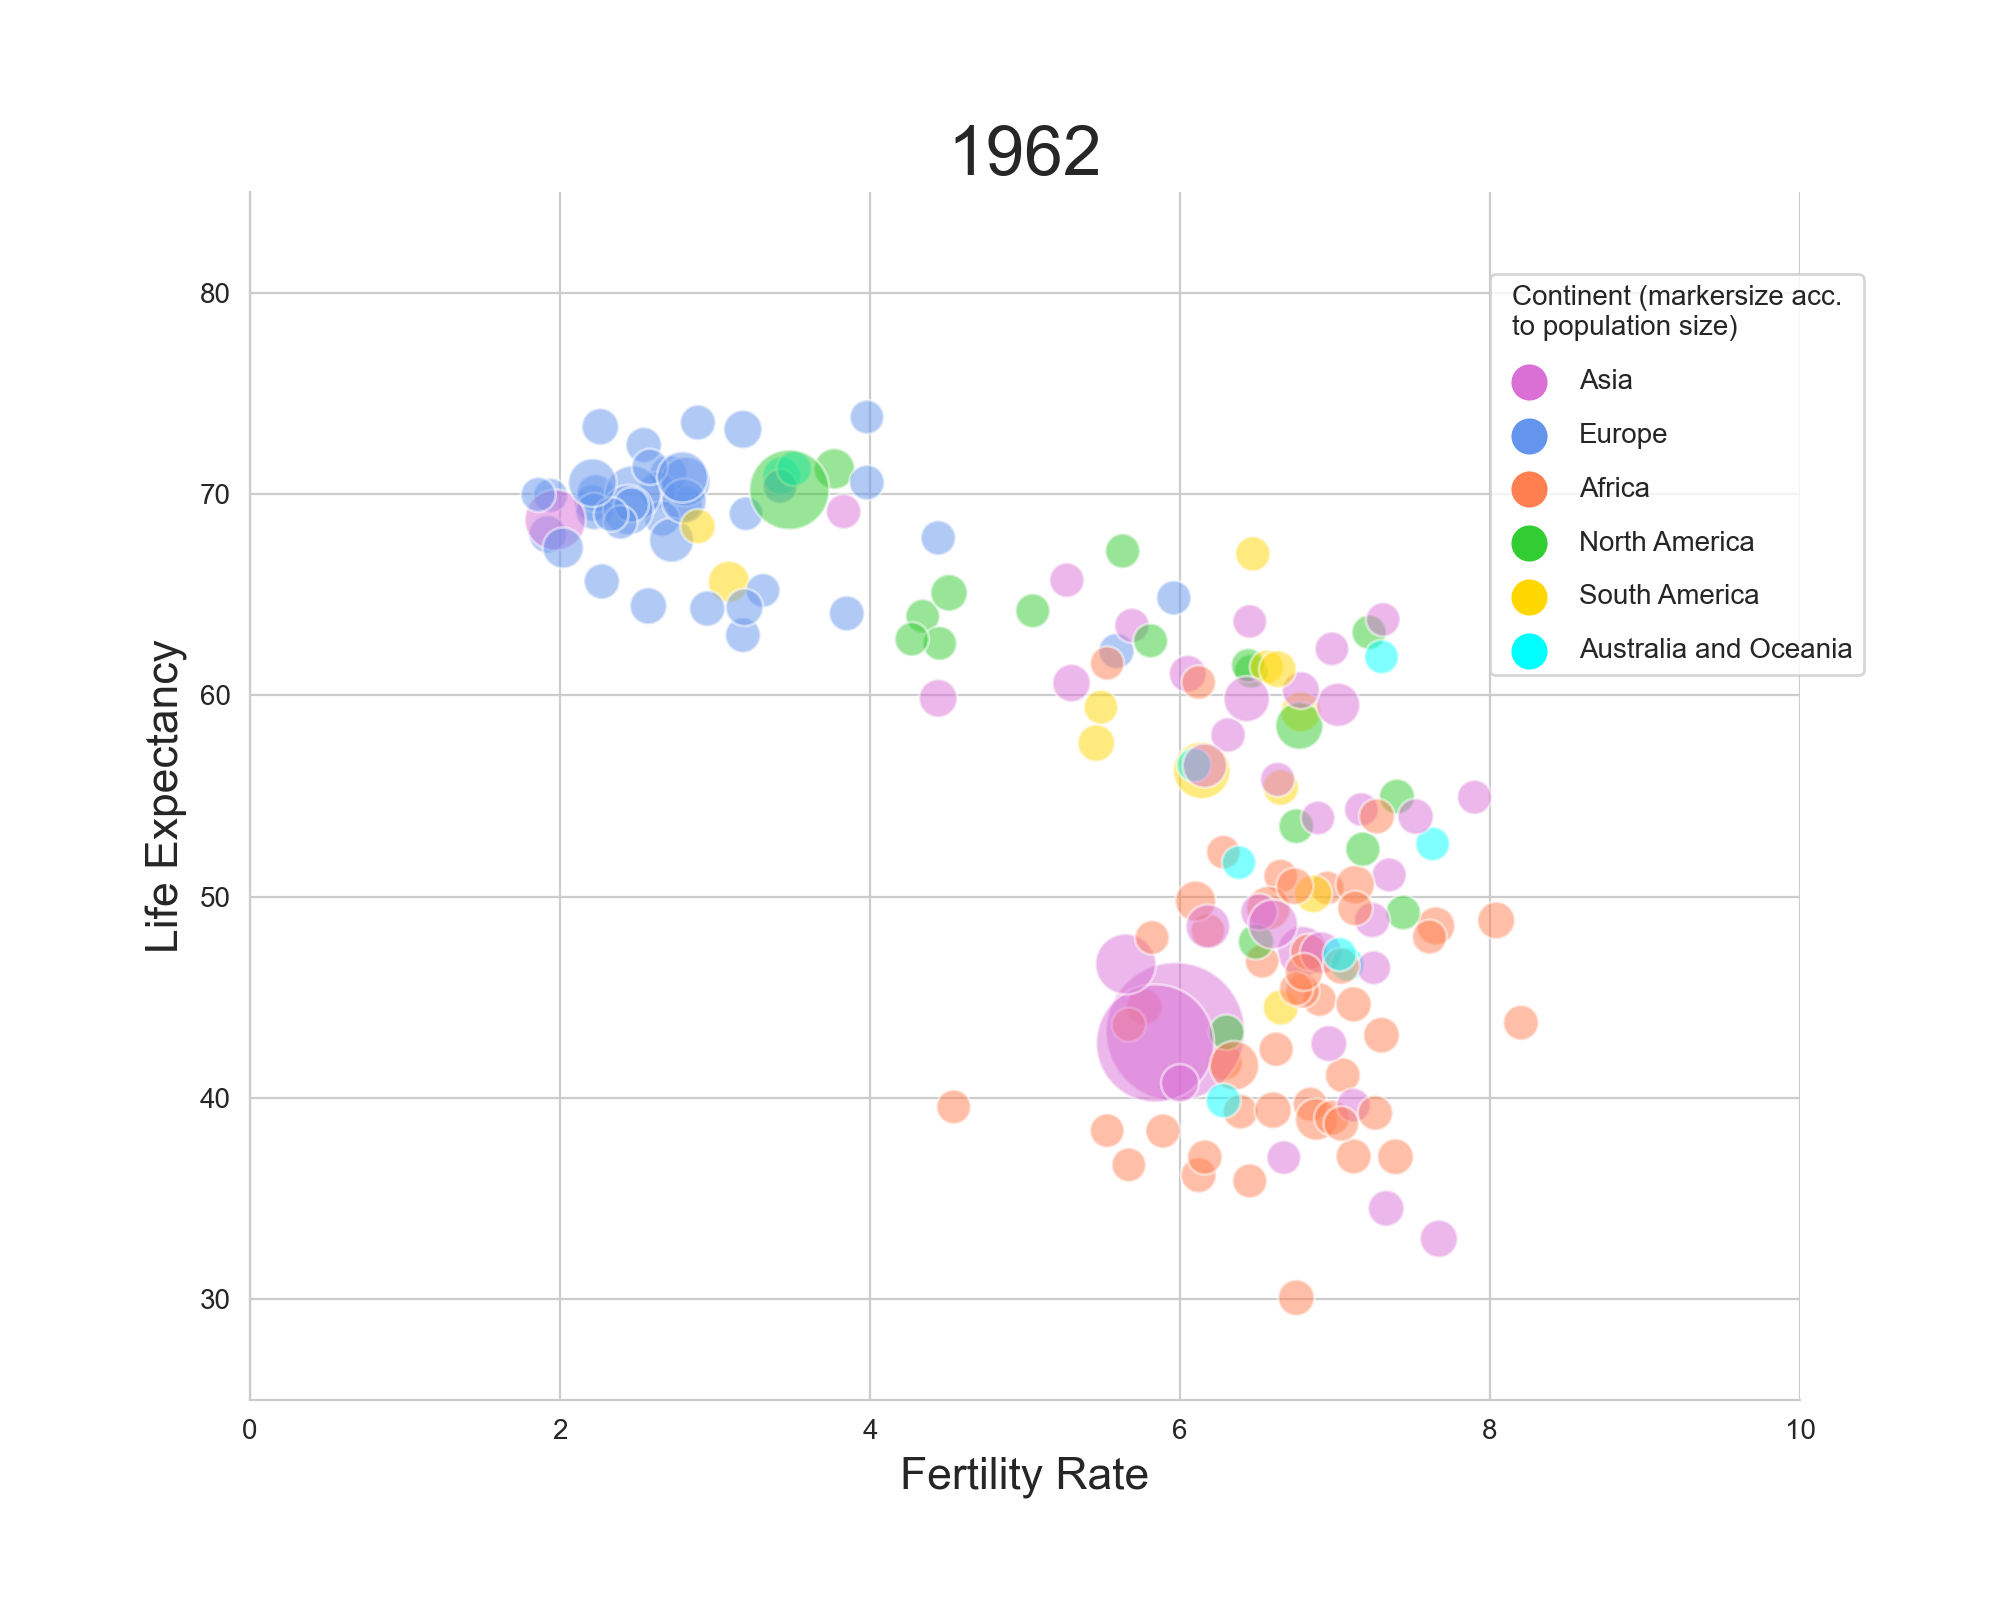 1962
Life Expectancy
80
70
60
50
40
30
0 2 4 6 8 10
Fertility Rate
Continent (markersize acc.
to population size)
Asia
Europe
Africa
North America
South America
Australia and Oceania